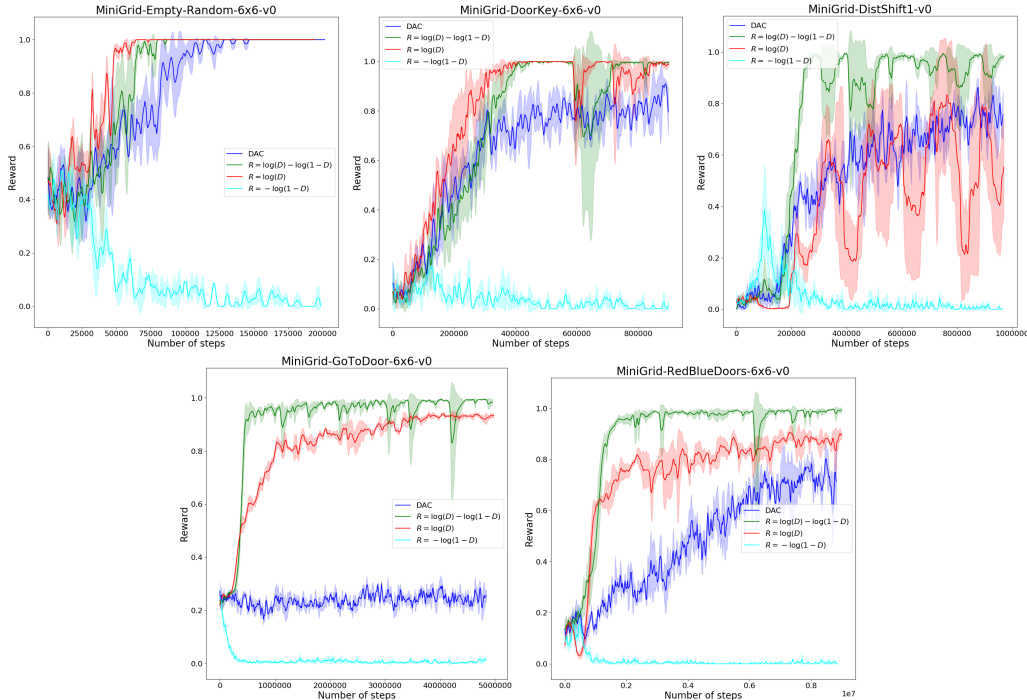 MiniGrid-Empty-Random-6x6-v0
Reward
1.0
0.8
0.6
0.4
0.2
0.0
DAC
R = log(D) − log(1 − D)
R = log(D)
R = − log(1 − D)
0 25000 50000 75000 100000 125000 150000 175000 200000
Number of steps
MiniGrid-DoorKey-6x6-v0
DAC
R = log(D) − log(1 − D)
R = log(D)
R = − log(1 − D)
Reward
1.0
0.8
0.6
0.4
0.2
0.0
0 200000 400000 600000 800000
Number of steps
MiniGrid-DistShift1-v0
DAC
R = log(D) − log(1 − D)
R = log(D)
R = − log(1 − D)
Reward
1.0
0.8
0.6
0.4
0.2
0.0
0 200000 400000 600000 800000 1000000
Number of steps
MiniGrid-GoToDoor-6x6-v0
Reward
1.0
0.8
0.6
0.4
0.2
0.0
DAC
R = log(D) − log(1 − D)
R = log(D)
R = − log(1 − D)
0 1000000 2000000 3000000 4000000 5000000
Number of steps
MiniGrid-RedBlueDoors-6x6-v0
Reward
1.0
0.8
0.6
0.4
0.2
0.0
DAC
R = log(D) − log(1 − D)
R = log(D)
R = − log(1 − D)
0.0 0.2 0.4 0.6 0.8 1.0
1e7
Number of steps